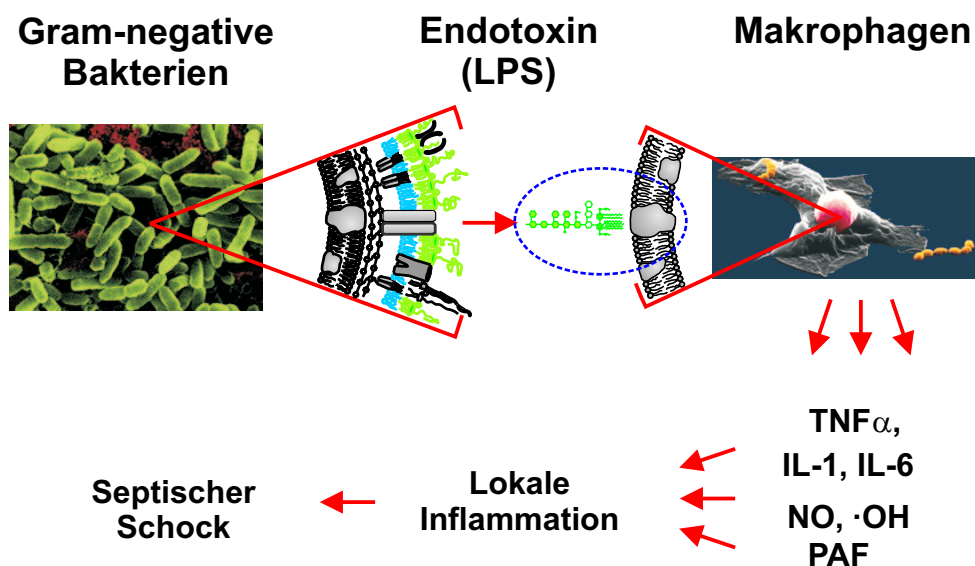 Gram-negative
Bakterien
Endotoxin
(LPS)
Makrophagen
TNFα,
IL-1, IL-6
NO, ·OH
PAF
Lokale
Inflammation
Septischer
Schock